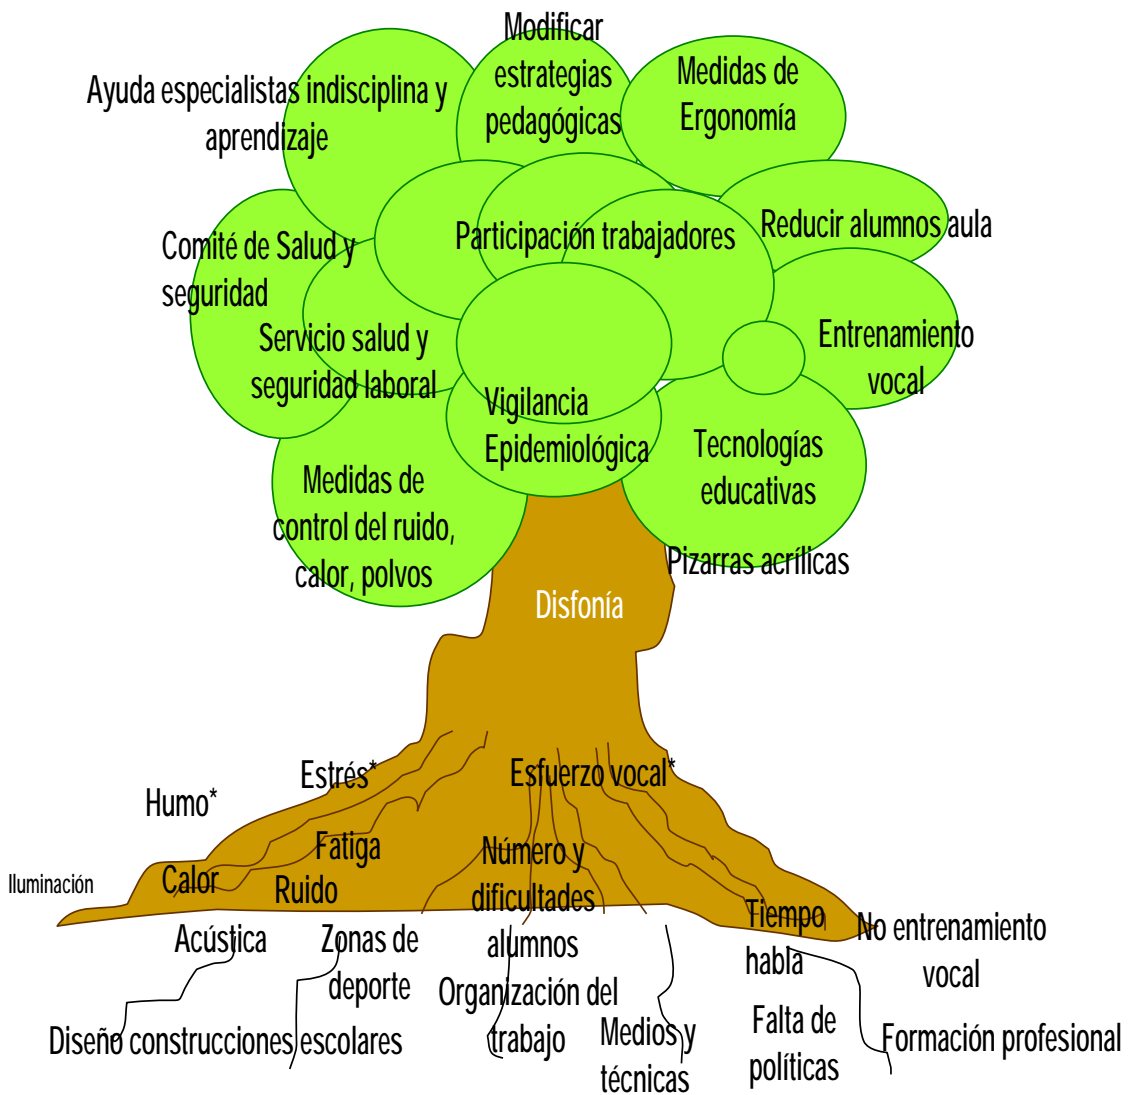 Modificar
estrategias
pedagógicas
Ayuda especialistas indisciplina y
aprendizaje
Medidas de
Ergonomía
Comité de Salud y
seguridad
Participación trabajadores
Reducir alumnos aula
Servicio salud y
seguridad laboral
Entrenamiento
vocal
Vigilancia
Epidemiológica
Tecnologías
educativas
Medidas de
control del ruido,
calor, polvos
Pizarras acrílicas
Disfonía
Estrés*
Esfuerzo vocal*
Humo*
Fatiga
Número y
dificultades
alumnos
Iluminación
Calor
Ruido
Tiempo
habla
No entrenamiento
vocal
Acústica
Zonas de
deporte
Organización del
trabajo
Diseño construcciones escolares
Medios y
técnicas
Falta de
políticas
Formación profesional